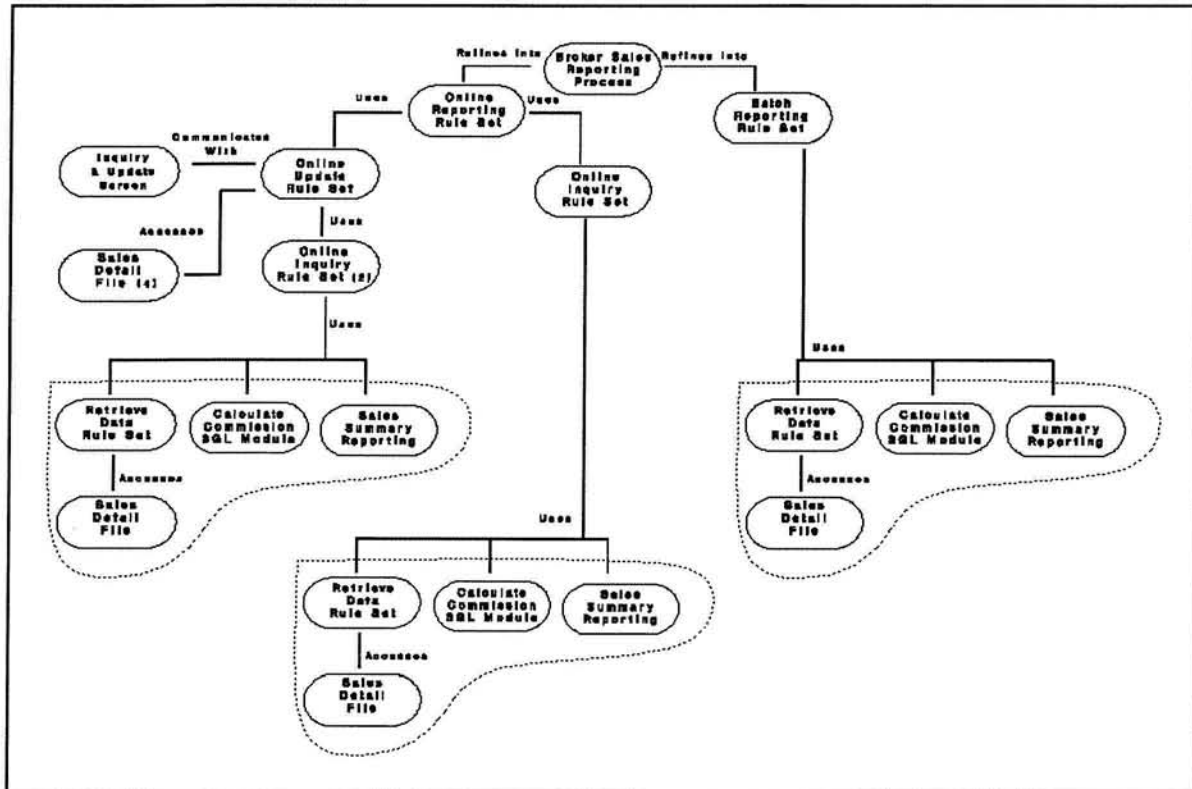 Refines Into
Broker Sales
Reporting
Process
Refines Into
Uses
Online
Reporting
Rule Set
Uses
Batch
Reporting
Rule Set
Communicates
With
Inquiry
& Update
Screen
Online
Update
Rule Set
Online
Inquiry
Rule Set
Accesses
Uses
Sales
Detail
File (4)
Online
Inquiry
Rule Set (2)
Uses
Uses
Retrieve
Data
Rule Set
Calculate
Commission
SQL Module
Sales
Summary
Reporting
Retrieve
Data
Rule Set
Calculate
Commission
SQL Module
Sales
Summary
Reporting
Accesses
Accesses
Sales
Detail
File
Sales
Detail
File
Uses
Retrieve
Data
Rule Set
Calculate
Commission
SQL Module
Sales
Summary
Reporting
Accesses
Sales
Detail
File